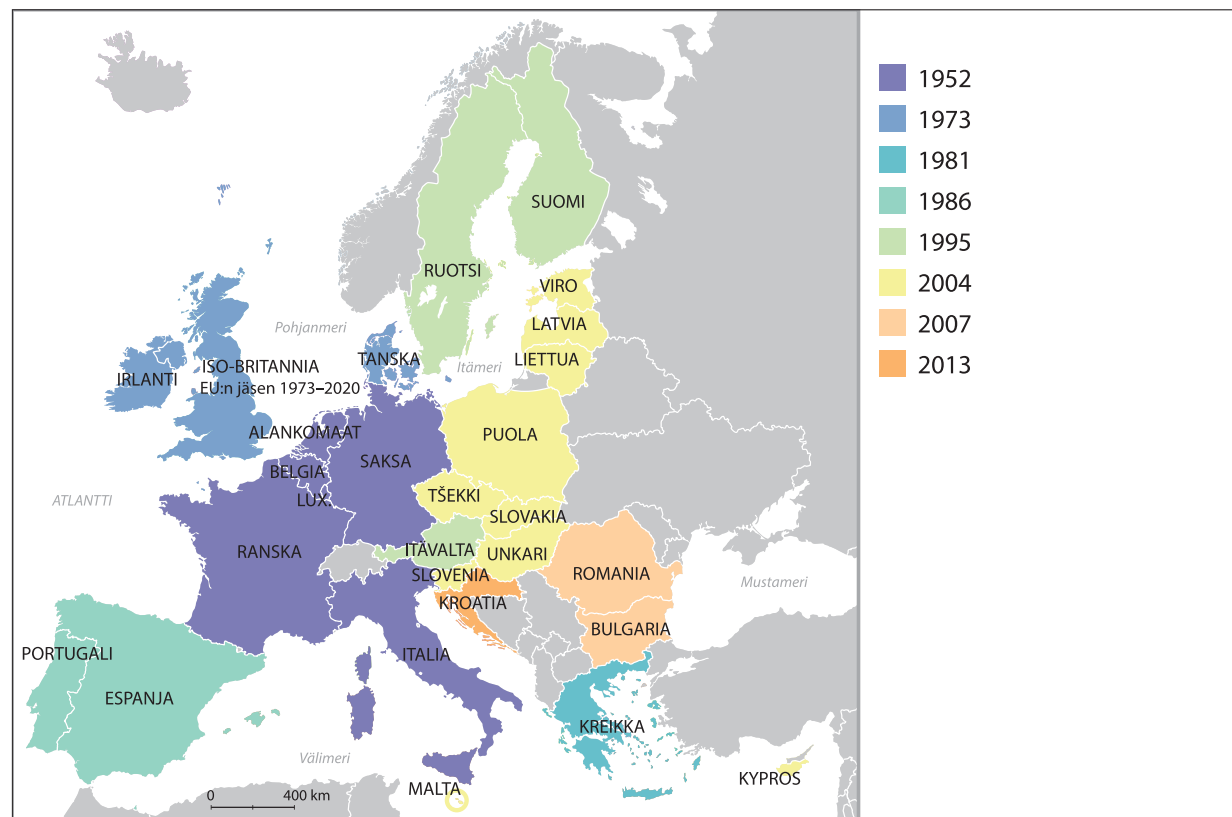 SUOMI
RUOTSI
VIRO
Pohjanmeri
LATVIA
TANSKA
LIETTUA
Itämeri
ISO-BRITANNIA
EU:n jäsen 1973–2020
IRLANTI
ALANKOMAAT
PUOLA
SAKSA
BELGIA
TŠEKKI
ATLANTTI
LUX.
SLOVAKIA
RANSKA
ITÄVALTA
UNKARI
SLOVENIA
ROMANIA
Mustameri
KROATIA
BULGARIA
PORTUGALI
ITALIA
ESPANJA
KREIKKA
Välimeri
KYPROS
MALTA
0 400 km
1952
1973
1981
1986
1995
2004
2007
2013